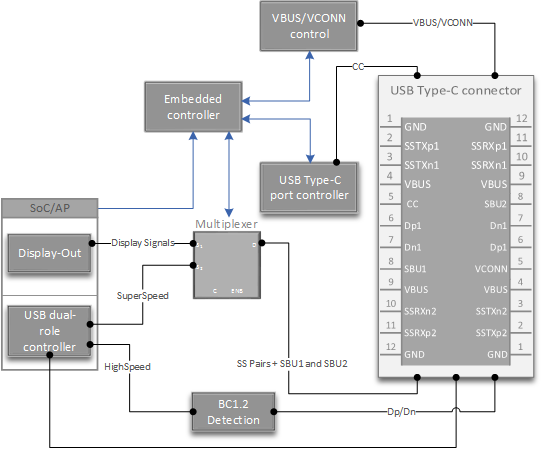 VBUS/VCONN
control
VBUS/VCONN
CC
USB Type-C connector
Embedded
controller
1 GND GND 12
2 SSTXp1 SSRXp1 11
3 SSTXn1 SSRXn1 10
4 VBUS VBUS 9
5 CC SBU2 8
6 Dp1 Dn1 7
7 Dn1 Dp1 6
8 SBU1 VCONN 5
9 VBUS VBUS 4
10 SSRXn2 SSTXn2 3
11 SSRXp2 SSTXp2 2
12 GND GND 1
USB Type-C
port controller
SoC/AP
Multiplexer
Display-Out
Display Signals
SuperSpeed
C ENB
USB dual-
role
controller
HighSpeed
SS Pairs + SBU1 and SBU2
BC1.2
Detection
Dp/Dn